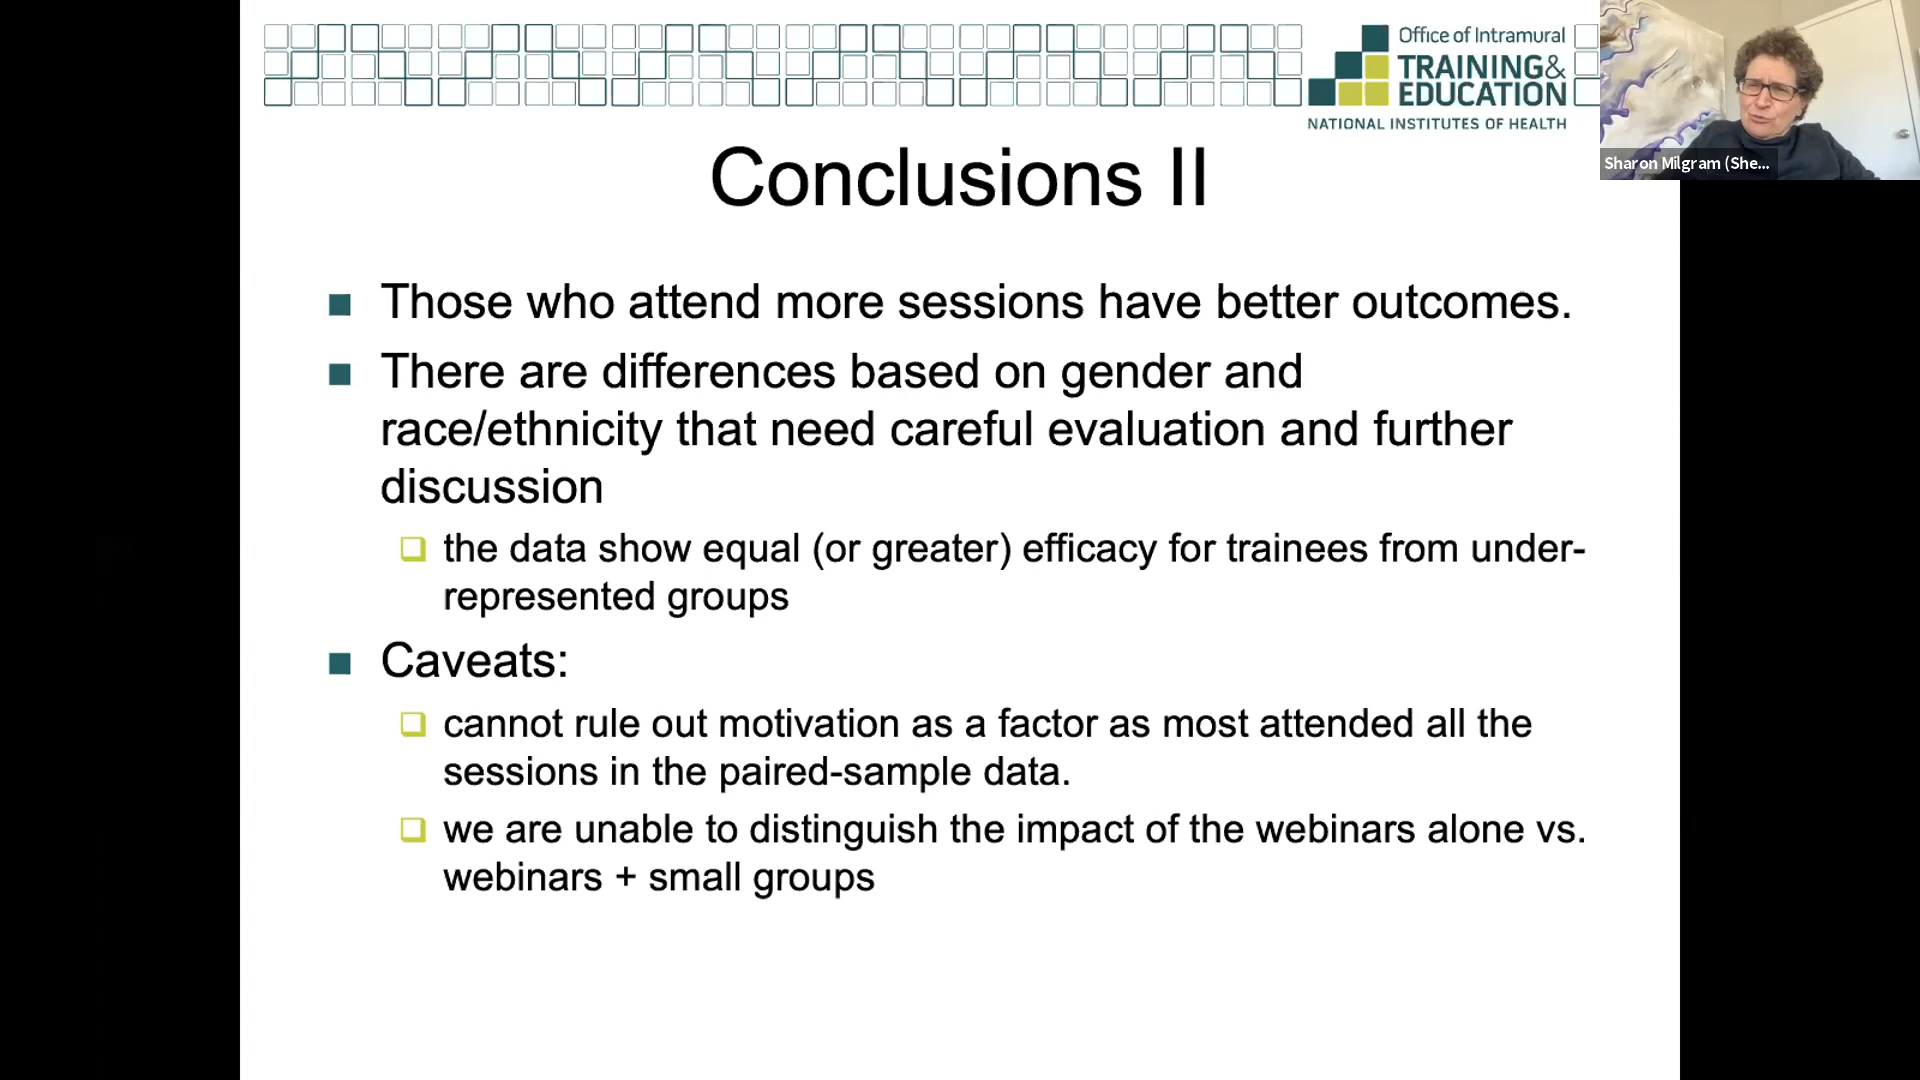 Office of Intramural
TRAINING&
EDUCATION
NATIONAL INSTITUTES OF HEALTH
Sharon Milgram (She...
Conclusions II
Those who attend more sessions have better outcomes.
There are differences based on gender and
race/ethnicity that need careful evaluation and further
discussion
the data show equal (or greater) efficacy for trainees from under-
represented groups
Caveats:
cannot rule out motivation as a factor as most attended all the
sessions in the paired-sample data.
we are unable to distinguish the impact of the webinars alone vs.
webinars + small groups